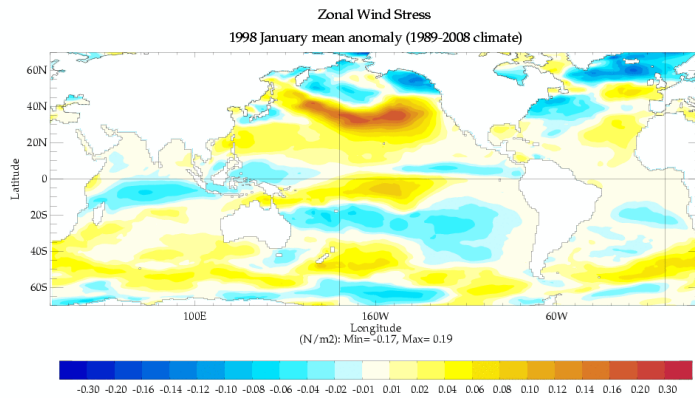 Zonal Wind Stress
1998 January mean anomaly (1989-2008 climate)
60N
40N
20N
0
20S
40S
60S
Latitude
100E 160W 60W
Longitude
(N/m2): Min= -0.17, Max= 0.19
-0.30 -0.20 -0.16 -0.14 -0.12 -0.10 -0.08 -0.06 -0.04 -0.02 -0.01 0.01 0.02 0.04 0.06 0.08 0.10 0.12 0.14 0.16 0.20 0.30